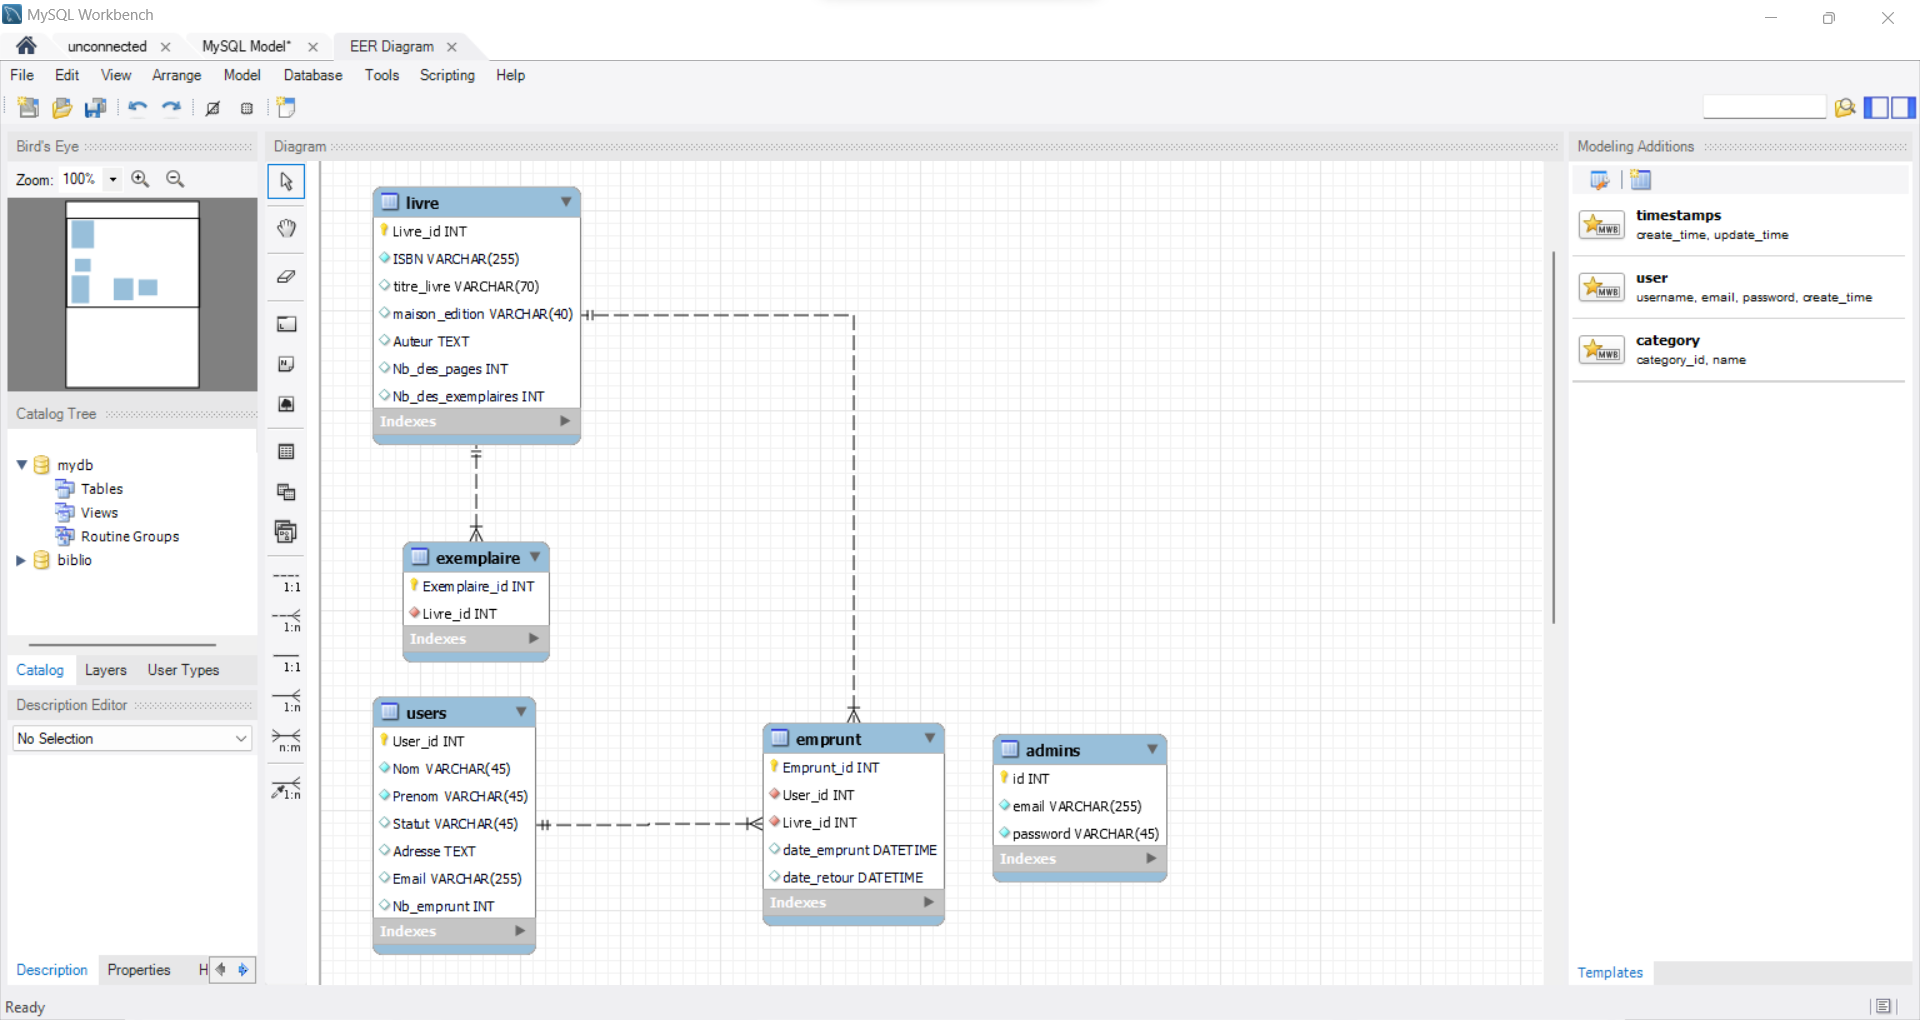 MySQL Workbench
unconnected
MySQL Model*
EER Diagram
File Edit View Arrange Model Database Tools Scripting Help
Bird's Eye
Zoom: 100%
Catalog Tree
mydb
Tables
Views
Routine Groups
biblio
Catalog Layers User Types
Description Editor
No Selection
Description Properties H
Ready
1:1
1:n
1:1
1:n
n:m
1:n
Diagram
livre
Livre_id INT
ISBN VARCHAR(255)
titre_livre VARCHAR(70)
maison_edition VARCHAR(40)
Auteur TEXT
Nb_des_pages INT
Nb_des_exemplaires INT
Indexes
exemplaire
Exemplaire_id INT
Livre_id INT
Indexes
users
User_id INT
Nom VARCHAR(45)
Prenom VARCHAR(45)
Statut VARCHAR(45)
Adresse TEXT
Email VARCHAR(255)
Nb_emprunt INT
Indexes
emprunt
Emprunt_id INT
User_id INT
Livre_id INT
date_emprunt DATETIME
date_retour DATETIME
Indexes
admins
id INT
email VARCHAR(255)
password VARCHAR(45)
Indexes
Modeling Additions
MWB
timestamps
create_time, update_time
MWB
user
username, email, password, create_time
MWB
category
category_id, name
Templates